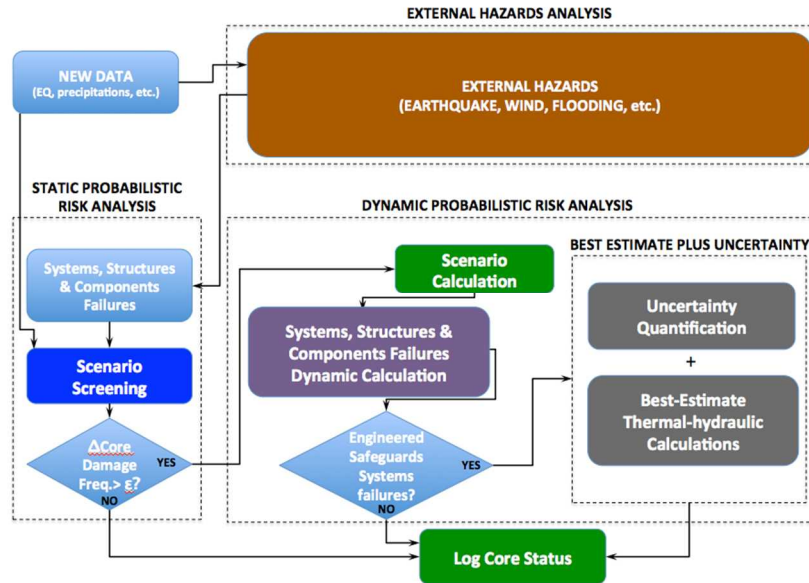 EXTERNAL HAZARDS ANALYSIS
NEW DATA
(EQ, precipitations, etc.)
EXTERNAL HAZARDS
(EARTHQUAKE, WIND, FLOODING, etc.)
STATIC PROBABILISTIC
RISK ANALYSIS
DYNAMIC PROBABILISTIC RISK ANALYSIS
Systems, Structures
& Components
Failures
Scenario
Screening
ΔCore
Damage
Freq.> ε?
YES
NO
Scenario
Calculation
Systems, Structures &
Components Failures
Dynamic Calculation
Engineered
Safeguards
Systems
failures?
YES
NO
BEST ESTIMATE PLUS UNCERTAINTY
Uncertainty
Quantification
+
Best-Estimate
Thermal-hydraulic
Calculations
Log Core Status